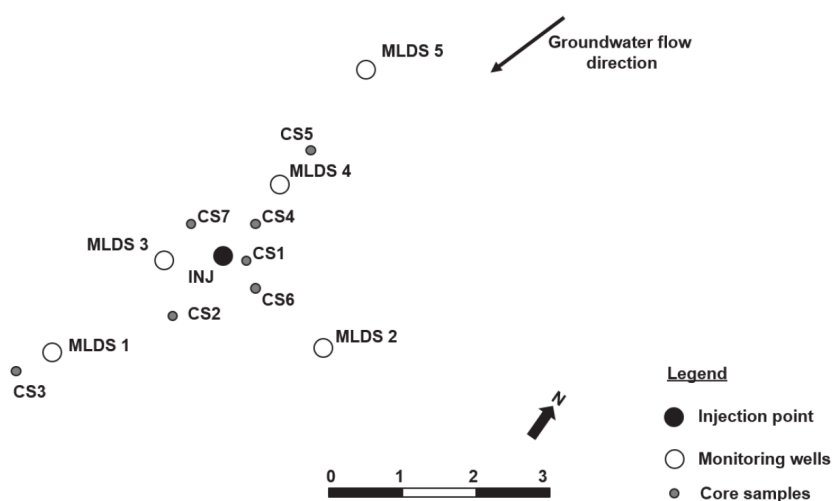 MLDS 5
Groundwater flow
direction
CS5
MLDS 4
CS7
CS4
MLDS 3
CS1
INJ
CS6
CS2
MLDS 2
MLDS 1
CS3
Legend
N
Injection point
Monitoring wells
0 1 2 3
Core samples